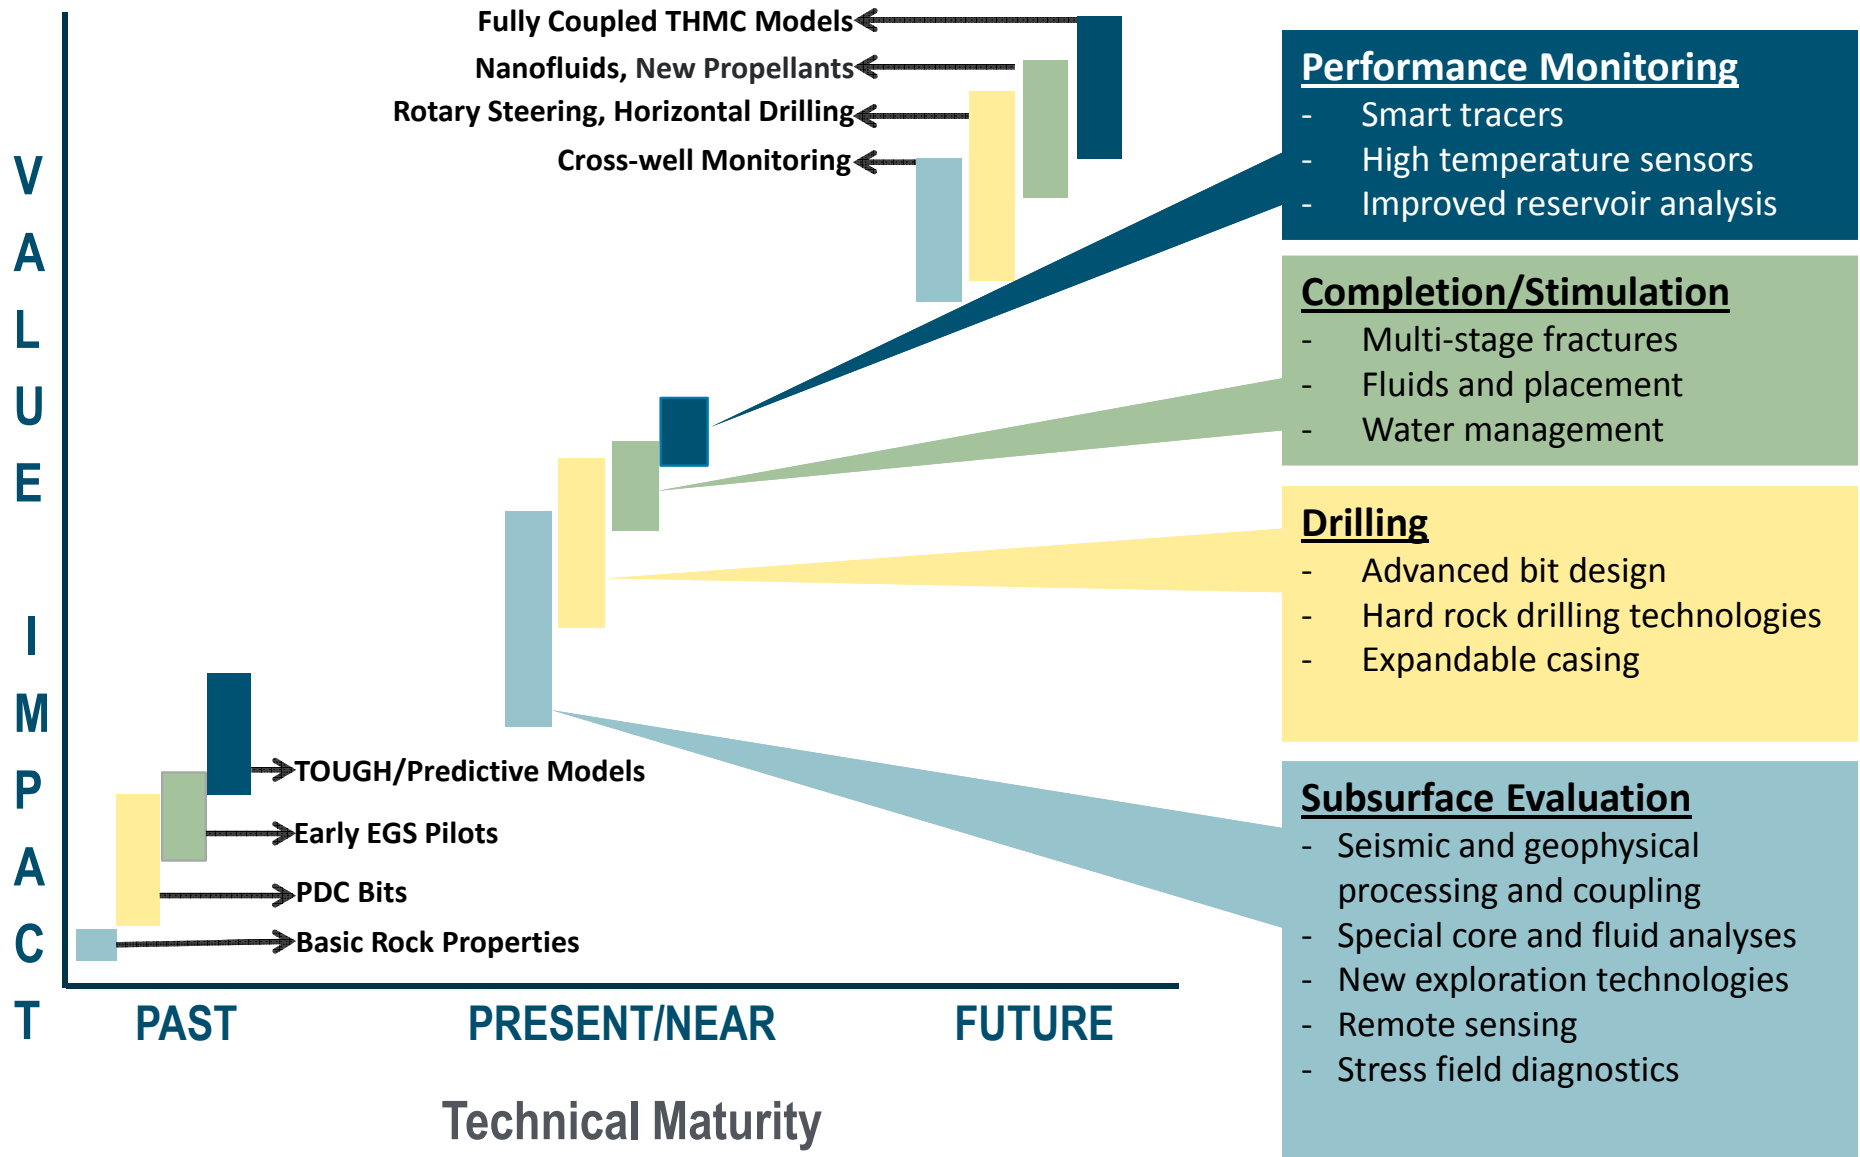 VALUE IMPACT
Fully Coupled THMC Models
Nanofluids, New Propellants
Rotary Steering, Horizontal Drilling
Cross-well Monitoring
TOUGH/Predictive Models
Early EGS Pilots
PDC Bits
Basic Rock Properties
PAST
PRESENT/NEAR
FUTURE
Technical Maturity
Performance Monitoring
- Smart tracers
- High temperature sensors
- Improved reservoir analysis
Completion/Stimulation
- Multi-stage fractures
- Fluids and placement
- Water management
Drilling
- Advanced bit design
- Hard rock drilling technologies
- Expandable casing
Subsurface Evaluation
- Seismic and geophysical
processing and coupling
- Special core and fluid analyses
- New exploration technologies
- Remote sensing
- Stress field diagnostics